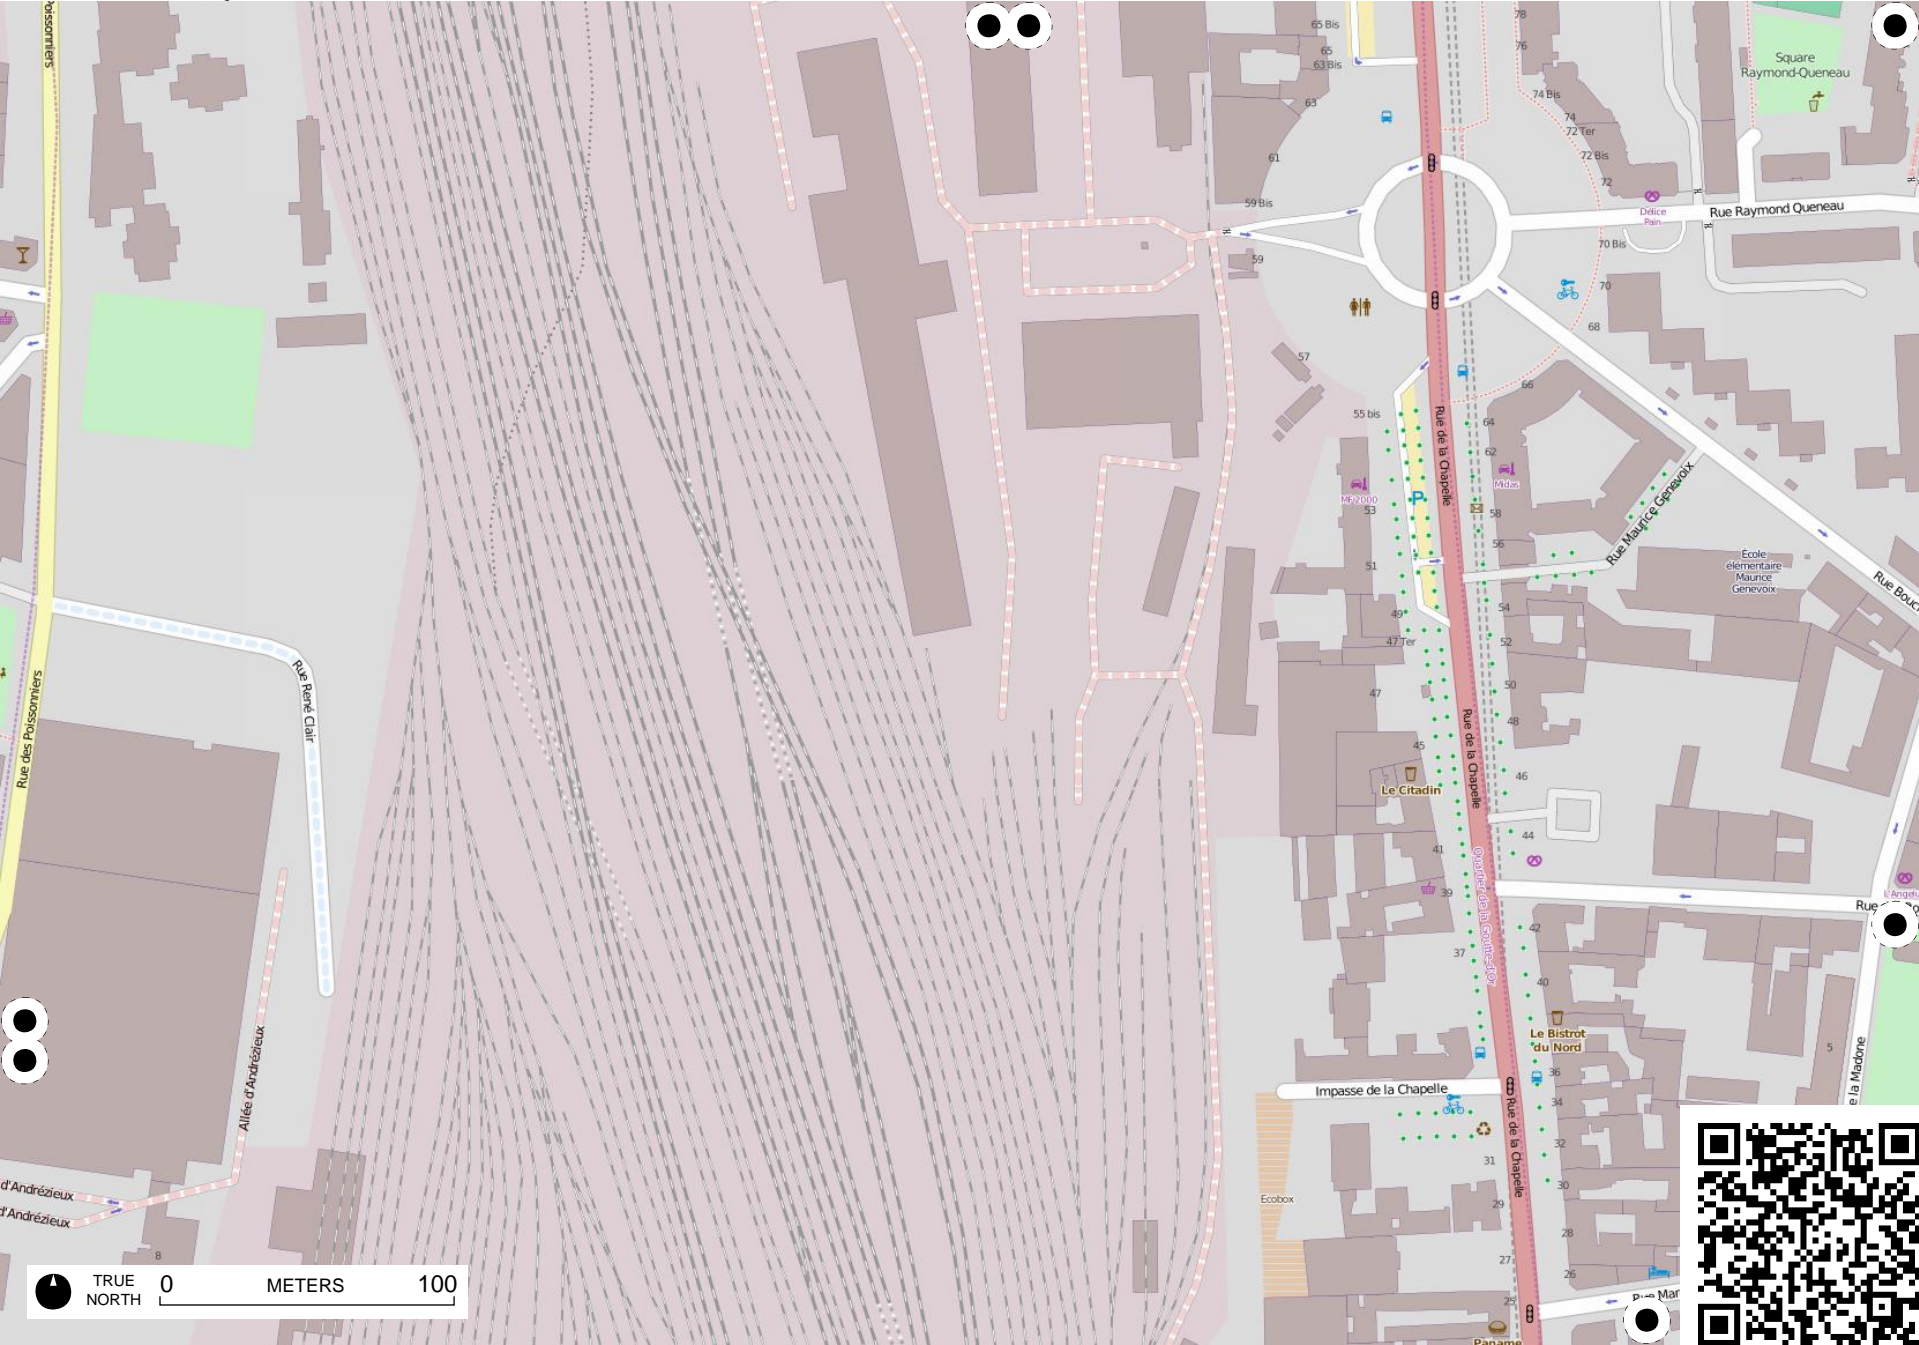 Poissonniers
65 Bis
65
63 Bis
63
61
59 Bis
59
57
55 bis
78
76
74 Bis
74
72 Ter
72 Bis
72
70 Bis
70
68
66
Square
Raymond-Queneau
Délice
Pain
Rue Raymond Queneau
Rue de la Chapelle
64
62
Midas
58
56
MF 2000
53
P
51
49
47 Ter
47
45
Rue Maurice Genevoix
École
élémentaire
Maurice
Genevoix
Rue Bouc
54
52
50
48
46
44
Rue de la Chapelle
Le Citadin
41
39
37
Quartier de la Goutte-d'Or
L'Angelu
Rue
42
40
Le Bistrot
du Nord
36
34
32
30
28
26
5
e la Madone
Impasse de la Chapelle
Rue de la Chapelle
31
29
27
25
Ecobox
Paname
Rue Mar
Rue René Clair
Rue des Poissonniers
Allée d'Andrézieux
d'Andrézieux
d'Andrézieux
8
TRUE
NORTH
0 METERS 100